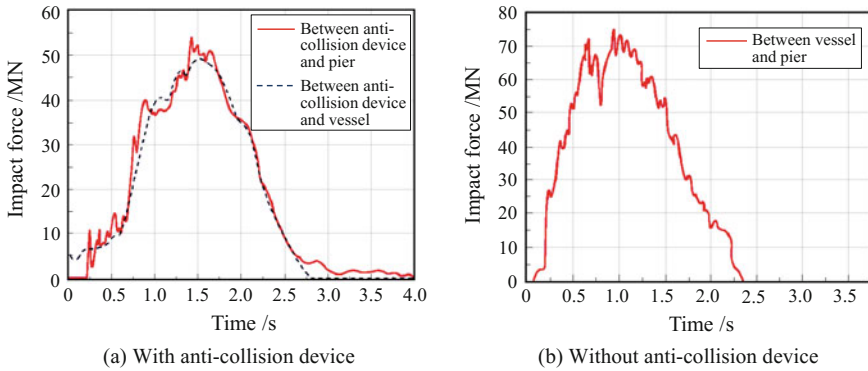 60
50
40
30
20
10
0
Impact force /MN
Between anti-
collision device
and pier
Between anti-
collision device
and vessel
0 0.5 1.0 1.5 2.0 2.5 3.0 3.5 4.0
Time /s
(a) With anti-collision device
80
70
60
50
40
30
20
10
0
Impact force /MN
Between vessel
and pier
0.5 1.0 1.5 2.0 2.5 3.0 3.5
Time /s
(b) Without anti-collision device